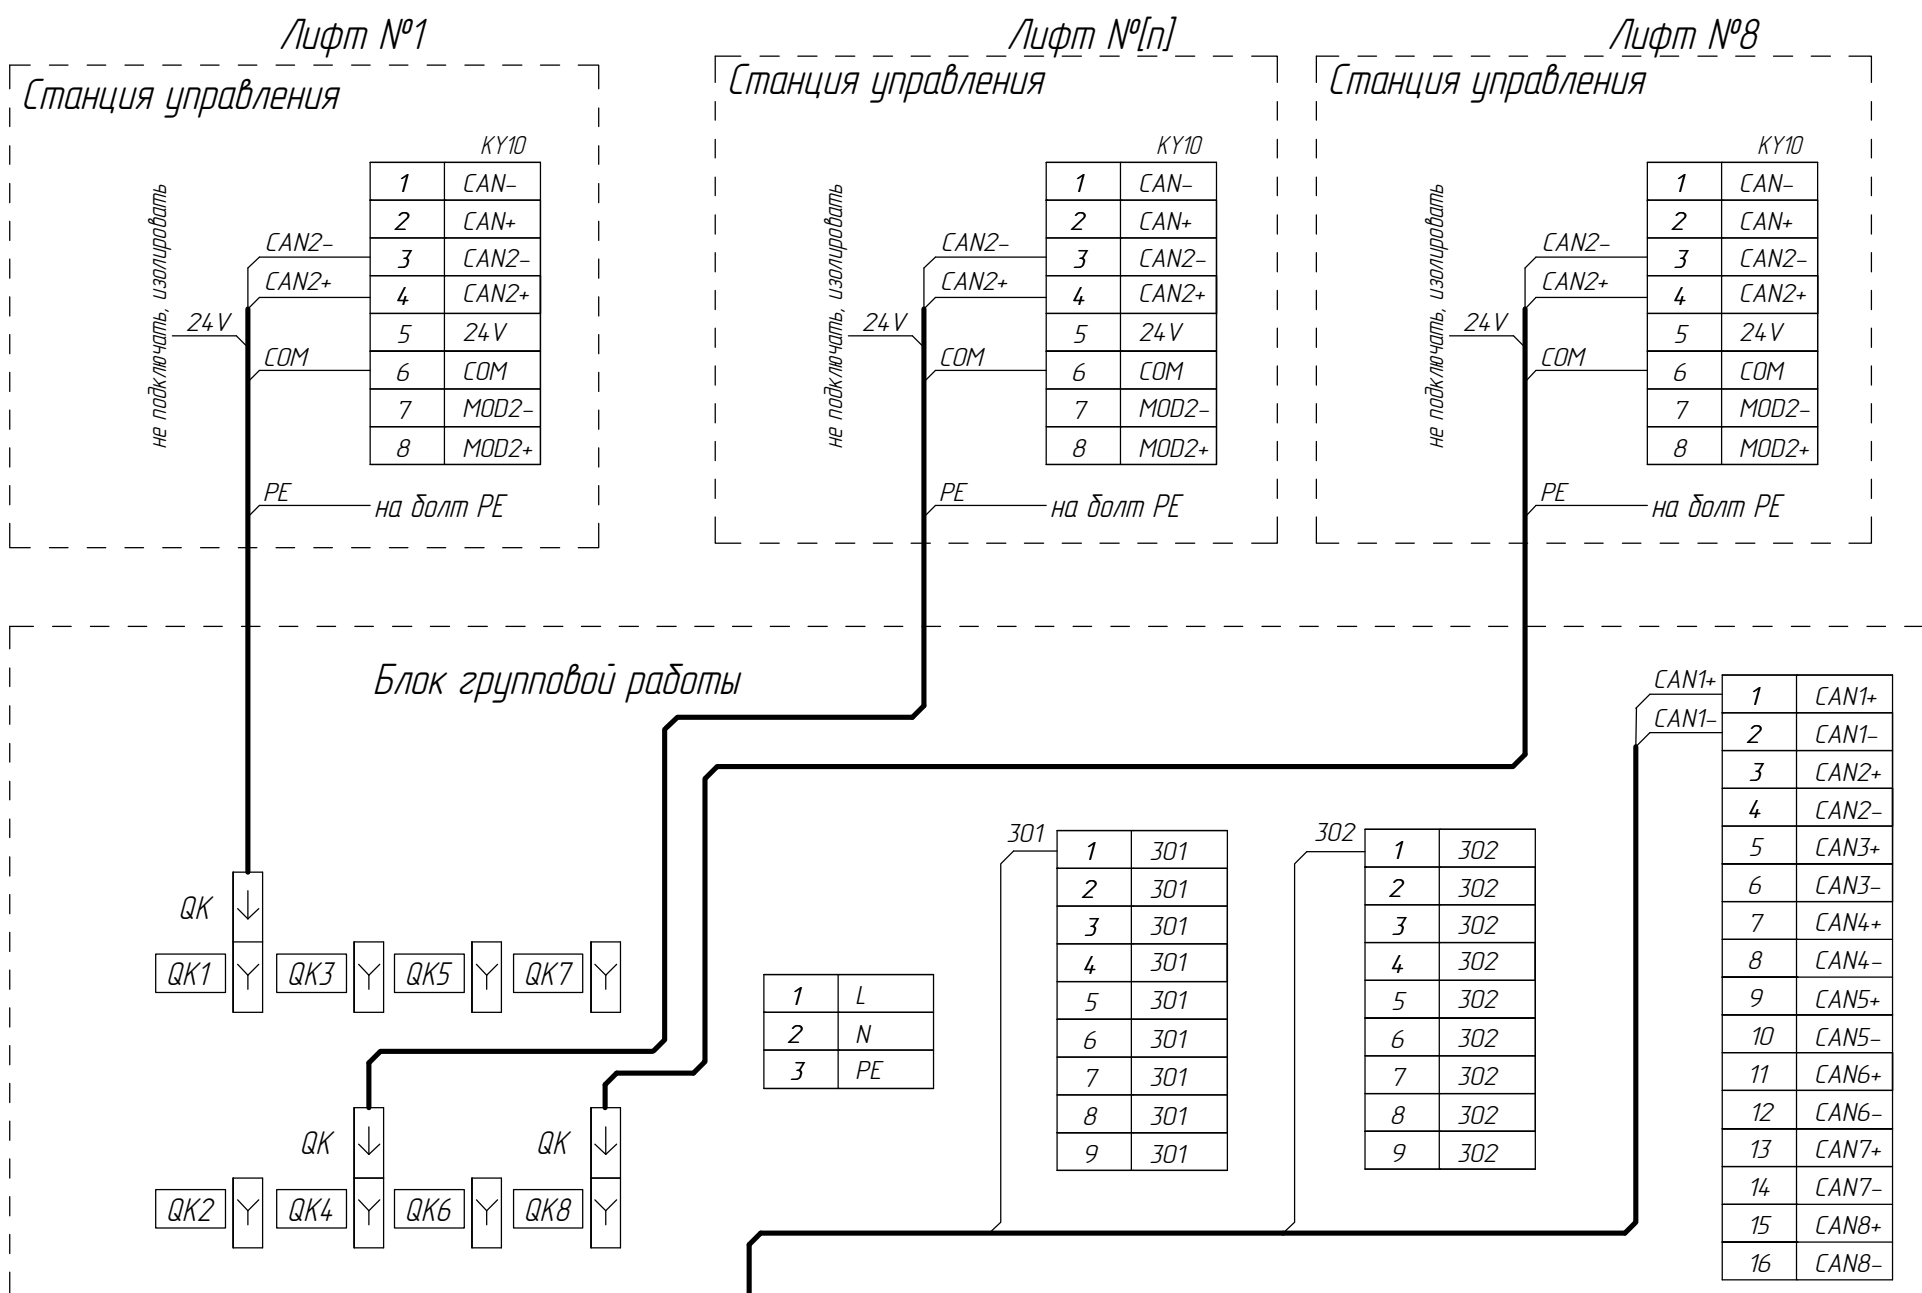 Лифт №1
Лифт №[n]
Лифт №8
Станция управления
KY10
1 CAN-
2 CAN+
3 CAN2-
4 CAN2+
5 24V
6 COM
7 MOD2-
8 MOD2+
CAN2-
CAN2+
24V
COM
PE
на болт PE
не подключать, изолировать
Станция управления
KY10
1 CAN-
2 CAN+
3 CAN2-
4 CAN2+
5 24V
6 COM
7 MOD2-
8 MOD2+
CAN2-
CAN2+
24V
COM
PE
на болт PE
не подключать, изолировать
Станция управления
KY10
1 CAN-
2 CAN+
3 CAN2-
4 CAN2+
5 24V
6 COM
7 MOD2-
8 MOD2+
CAN2-
CAN2+
24V
COM
PE
на болт PE
не подключать, изолировать
Блок групповой работы
QK
QK1 QK3 QK5 QK7
QK QK
QK2 QK4 QK6 QK8
1 L
2 N
3 PE
301
1 301
2 301
3 301
4 301
5 301
6 301
7 301
8 301
9 301
302
1 302
2 302
3 302
4 302
5 302
6 302
7 302
8 302
9 302
CAN1+
CAN1-
1 CAN1+
2 CAN1-
3 CAN2+
4 CAN2-
5 CAN3+
6 CAN3-
7 CAN4+
8 CAN4-
9 CAN5+
10 CAN5-
11 CAN6+
12 CAN6-
13 CAN7+
14 CAN7-
15 CAN8+
16 CAN8-